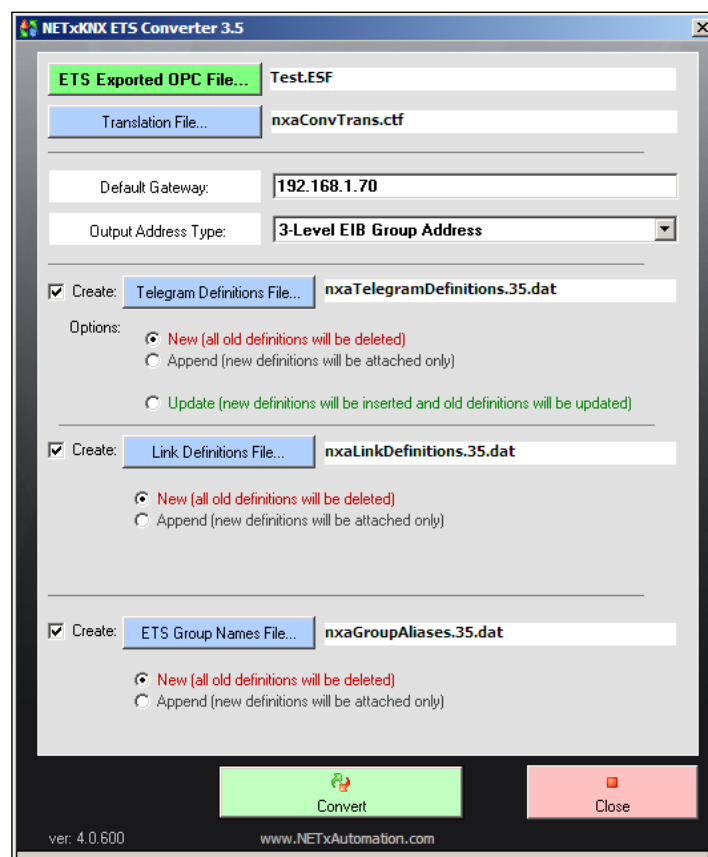 NETxKNX ETS Converter 3.5
ETS Exported OPC File... Test.ESF
Translation File... nxaConvTrans.ctf
Default Gateway: 192.168.1.70
Output Address Type: 3-Level EIB Group Address
Create: Telegram Definitions File... nxaTelegramDefinitions.35.dat
Options:
New (all old definitions will be deleted)
Append (new definitions will be attached only)
Update (new definitions will be inserted and old definitions will be updated)
Create: Link Definitions File... nxaLinkDefinitions.35.dat
New (all old definitions will be deleted)
Append (new definitions will be attached only)
Create: ETS Group Names File... nxaGroupAliases.35.dat
New (all old definitions will be deleted)
Append (new definitions will be attached only)
Convert Close
ver: 4.0.600 www.NETxAutomation.com